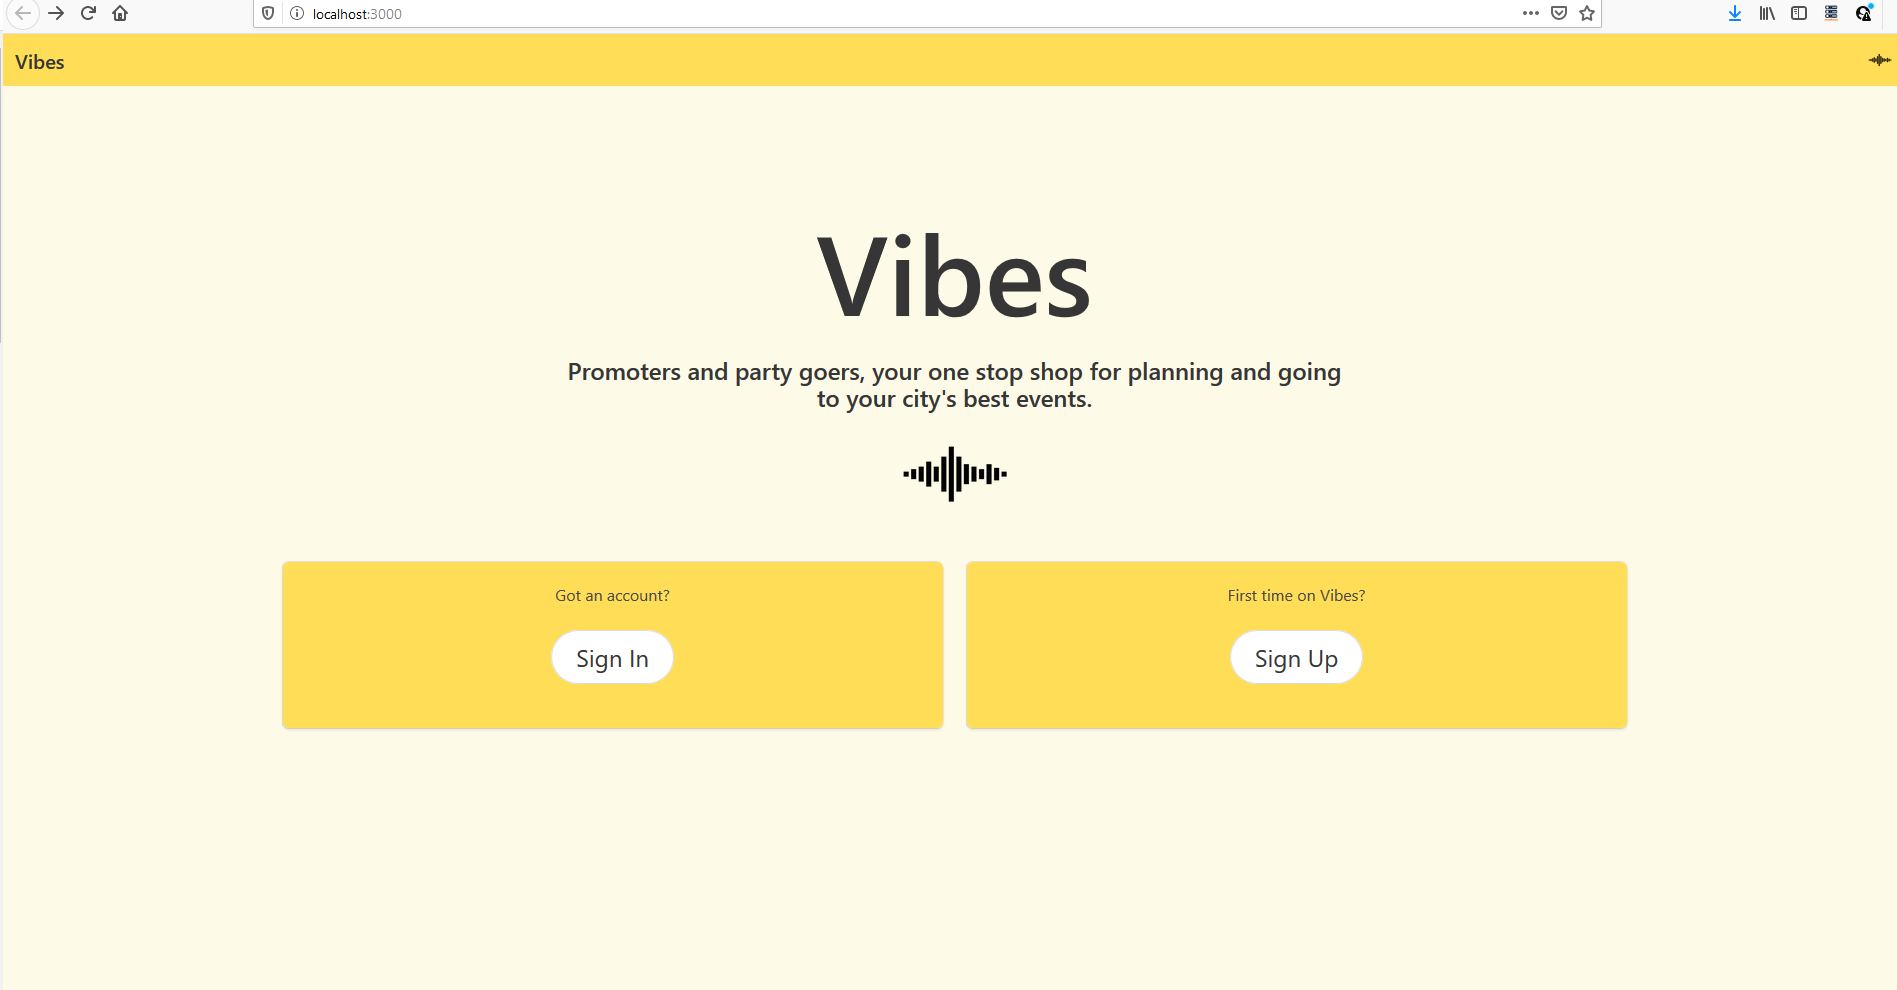 localhost:3000
Vibes
Vibes
Promoters and party goers, your one stop shop for planning and going
to your city's best events.
Got an account?
First time on Vibes?
Sign In
Sign Up